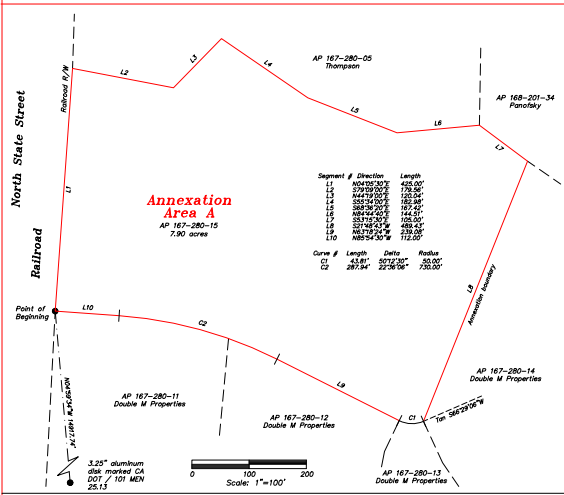 AP 167-280-05
Thompson
AP 168-201-34
Panofsky
North State Street
Railroad
Railroad R/W
L1
L2
L3
L4
L5
L6
L7
L8
Annexation boundary
Annexation
Area A
AP 167-280-15
7.90 acres
Segment # Direction Length
L1 N04°05'30"E 425.00'
L2 S79°09'00"E 179.56'
L3 N44°19'00"E 120.04'
L4 S55°34'00"E 182.98'
L5 S68°36'20"E 167.42'
L6 N84°44'40"E 144.51'
L7 S53°15'30"E 105.00'
L8 S21°48'43"W 489.43'
L9 N63°18'24"W 239.08'
L10 N85°54'30"W 112.00'
Curve # Length Delta Radius
C1 43.81' 50°12'30" 50.00'
C2 287.94' 22°36'06" 730.00'
Point of
Beginning
L10
C2
L9
C1
Tan S66°29'06"W
AP 167-280-14
Double M Properties
AP 167-280-11
Double M Properties
AP 167-280-12
Double M Properties
AP 167-280-13
Double M Properties
3.25" aluminum
disk marked CA
DOT / 101 MEN
25.13
0 100 200
Scale: 1"=100'